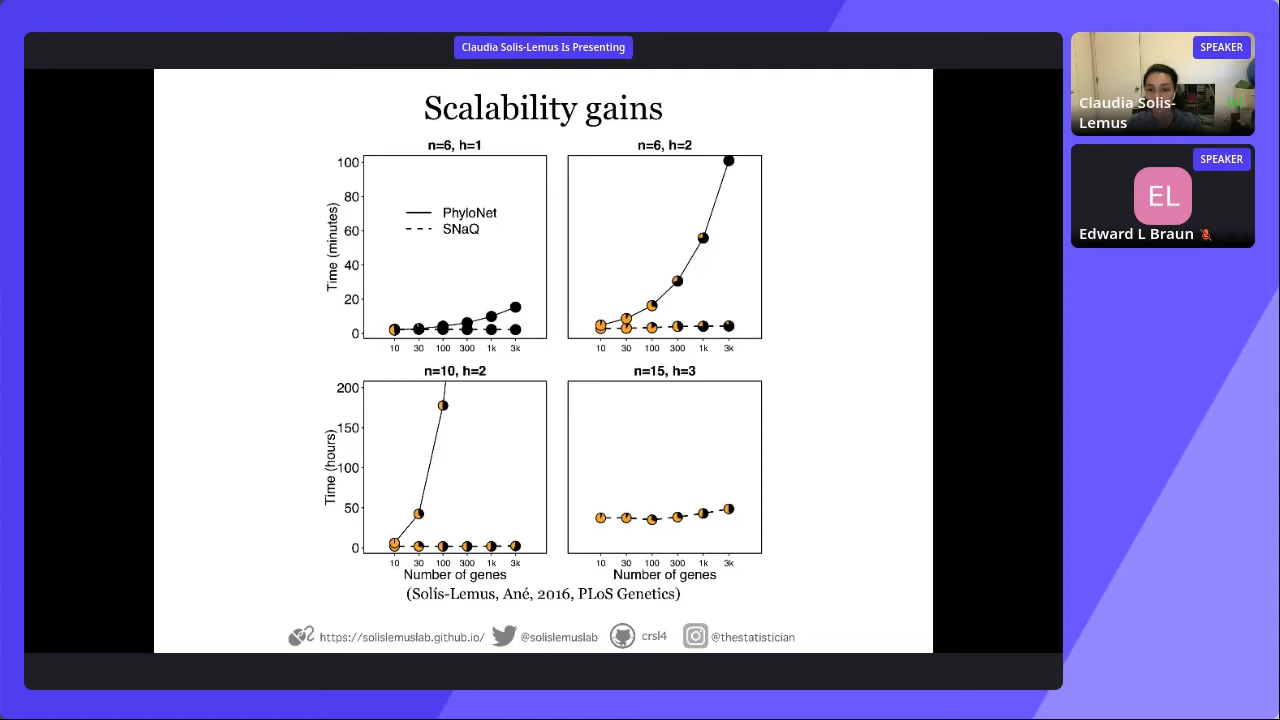 Claudia Solis-Lemus Is Presenting
Scalability gains
n=6, h=1
n=6, h=2
Time (minutes)
100
80
60
40
20
0
PhyloNet
SNaQ
10 30 100 300 1k 3k
10 30 100 300 1k 3k
n=10, h=2
n=15, h=3
Time (hours)
200
150
100
50
0
10 30 100 300 1k 3k
10 30 100 300 1k 3k
Number of genes
Number of genes
(Solís-Lemus, Ané, 2016, PLoS Genetics)
https://solislemuslab.github.io/ @solislemuslab crsl4 @thestatistician
SPEAKER
Claudia Solis-
Lemus
SPEAKER
EL
Edward L Braun